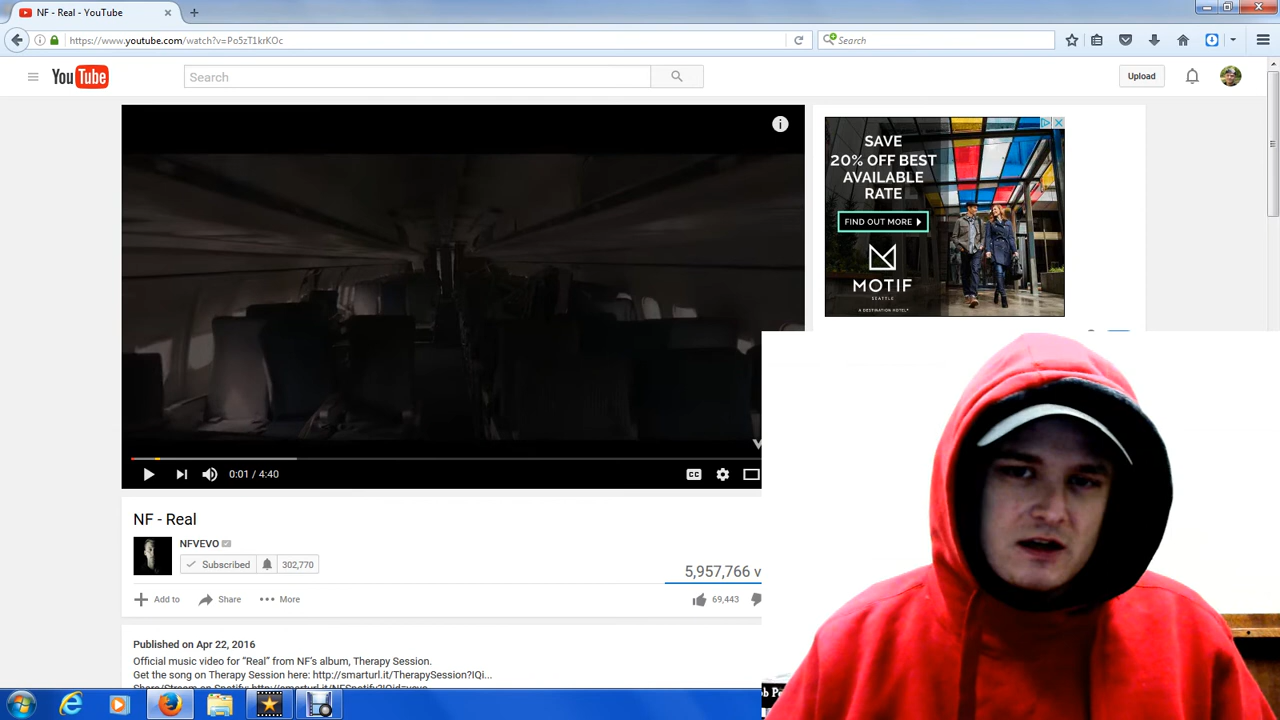 NF - Real - YouTube
https://www.youtube.com/watch?v=Po5zT1krKOc
Search
YouTube
Search
Upload
SAVE
20% OFF BEST
AVAILABLE
RATE
FIND OUT MORE
MOTIF
SEATTLE
A DESTINATION HOTEL
0:01 / 4:40
CC
NF - Real
NFVEVO
Subscribed 302,770
5,957,766 v
Add to Share More
69,443
Published on Apr 22, 2016
Official music video for "Real" from NF's album, Therapy Session.
Get the song on Therapy Session here: http://smarturl.it/TherapySession?IQi...